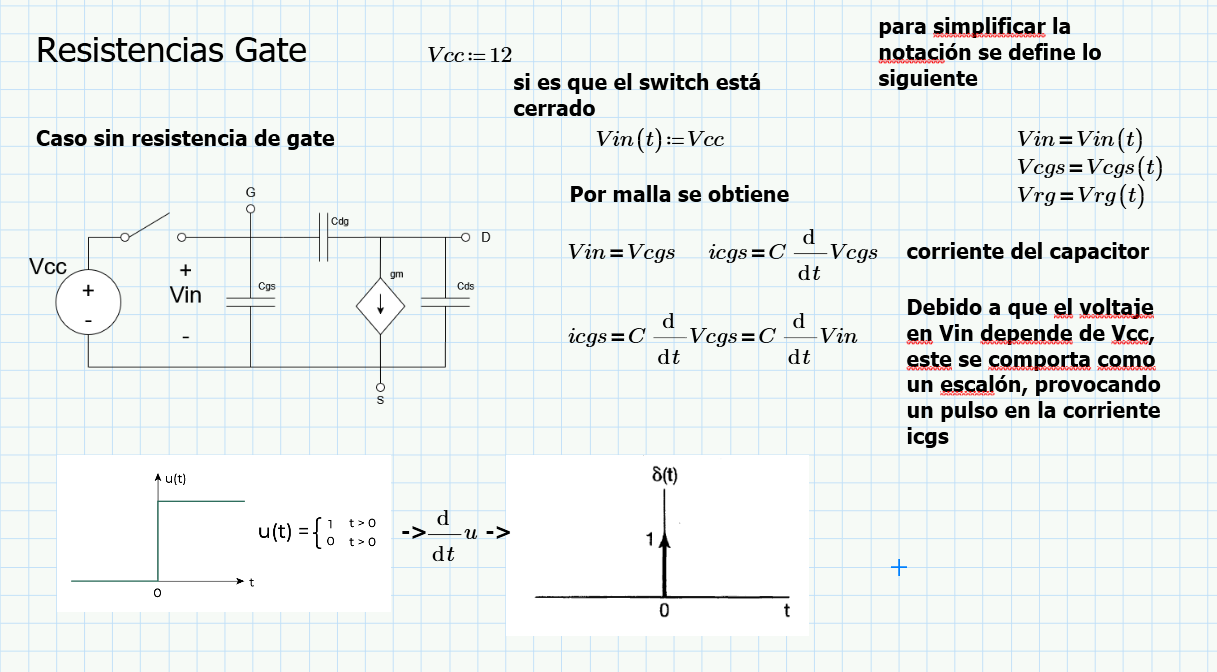 Resistencias Gate
Vcc:=12
si es que el switch está
cerrado
para simplificar la
notación se define lo
siguiente
Caso sin resistencia de gate
Vin(t):=Vcc
Vin=Vin(t)
Vcgs=Vcgs(t)
Vrg=Vrg(t)
Por malla se obtiene
Vin=Vcgs icgs=C d/dt Vcgs
corriente del capacitor
icgs=C d/dt Vcgs=C d/dt Vin
Debido a que el voltaje
en Vin depende de Vcc,
este se comporta como
un escalón, provocando
un pulso en la corriente
icgs
G
Cdg
D
Vcc
+
-
+
Vin
-
Cgs
gm
Cds
S
u(t)
u(t) = { 1 t > 0
0 t > 0
t
0
-> d/dt u ->
δ(t)
1
0
t